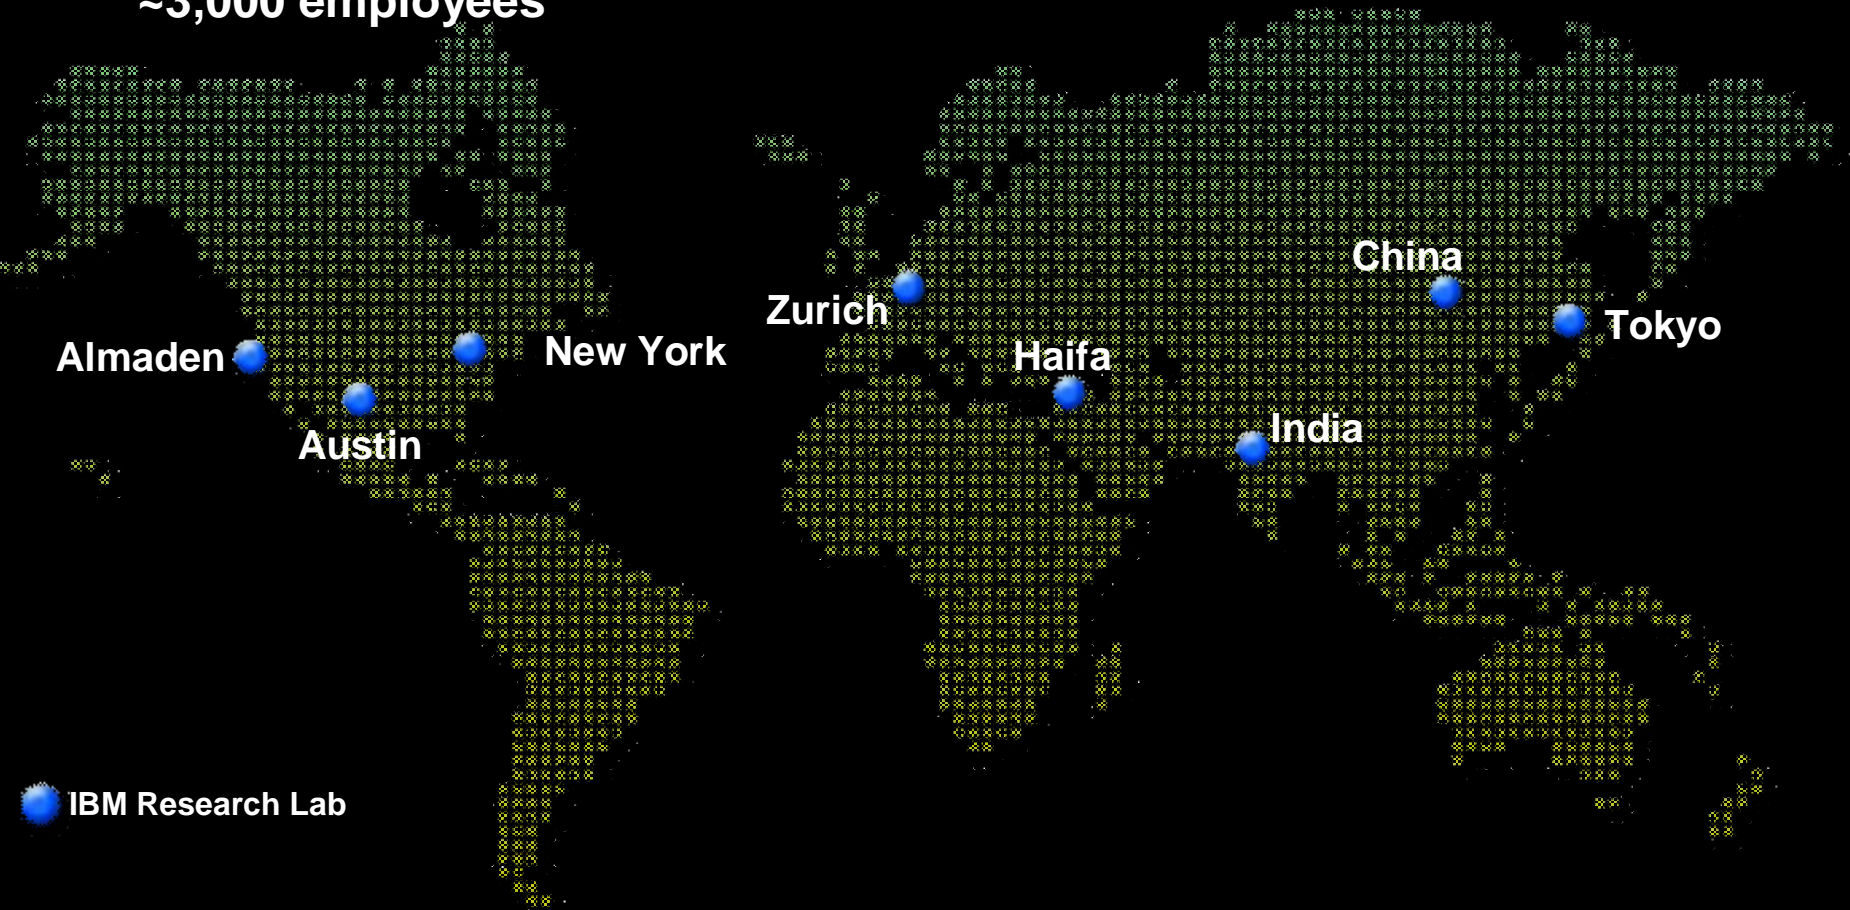 ~3,000 employees
China
Zurich
Tokyo
New York
Almaden
Haifa
India
Austin
IBM Research Lab